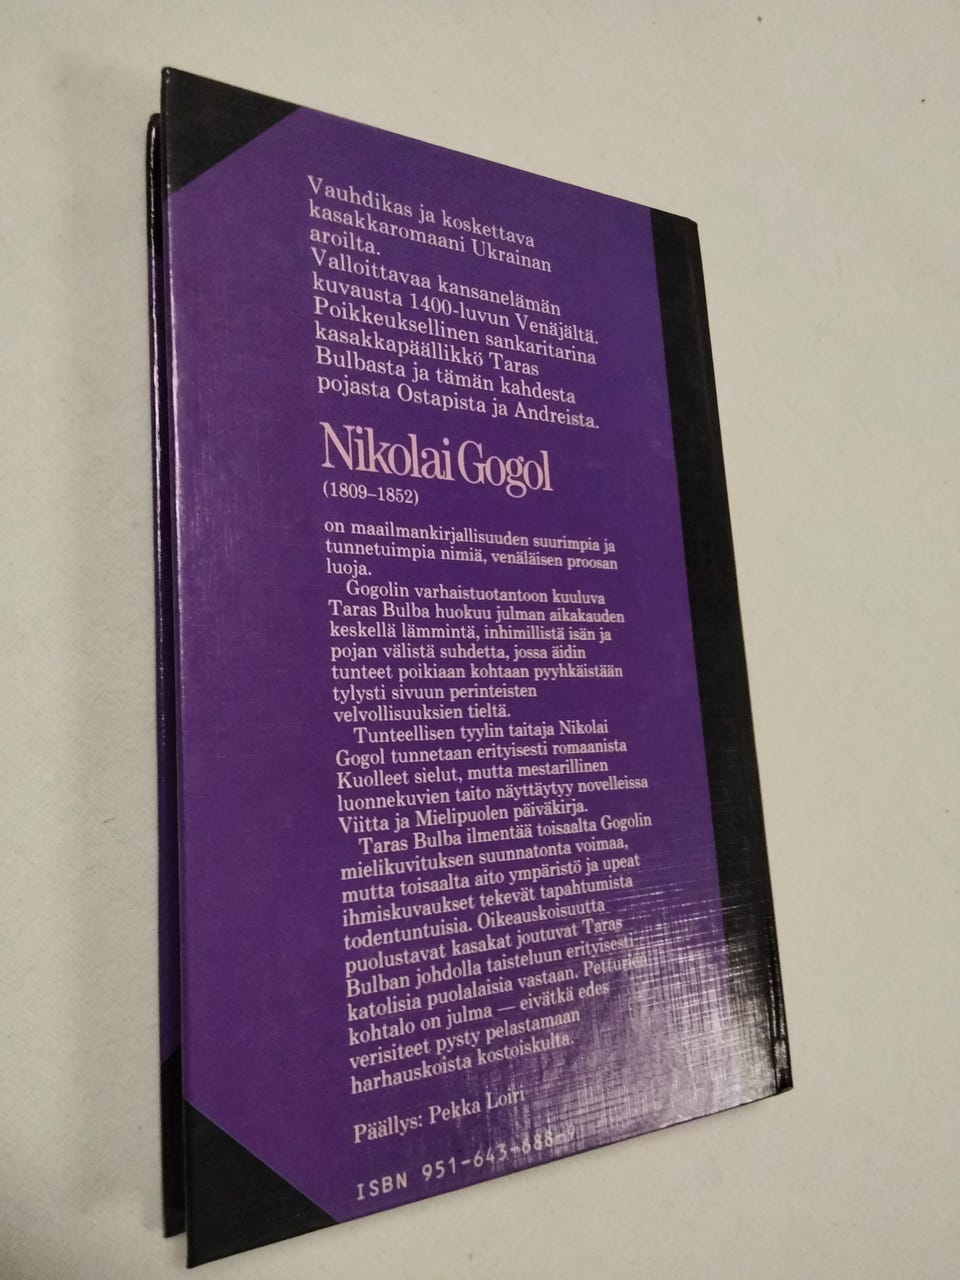 Vauhdikas ja koskettava
kasakkaromaani Ukrainan
aroilta.
Valloittavaa kansanelämän
kuvausta 1400-luvun Venäjältä.
Poikkeuksellinen sankaritarina
kasakkapäällikkö Taras
Bulbasta ja tämän kahdesta
pojasta Ostapista ja Andreista.
Nikolai Gogol
(1809–1852)
on maailmankirjallisuuden suurimpia ja
tunnetuimpia nimiä, venäläisen proosan
luoja.
Gogolin varhaistuotantoon kuuluva
Taras Bulba huokuu julman aikakauden
keskellä lämmintä, inhimillistä isän ja
pojan välistä suhdetta, jossa äidin
tunteet poikiaan kohtaan pyyhkäistään
tylysti sivuun perinteisten
velvollisuuksien tieltä.
Tunteellisen tyylin taitaja Nikolai
Gogol tunnetaan erityisesti romaanista
Kuolleet sielut, mutta mestarillinen
luonnekuvien taito näyttäytyy novelleissa
Viitta ja Mielipuolen päiväkirja.
Taras Bulba ilmentää toisaalta Gogolin
mielikuvituksen suunnatonta voimaa,
mutta toisaalta aito ympäristö ja upeat
ihmiskuvaukset tekevät tapahtumista
todentuntuisia. Oikeauskoisuutta
puolustavat kasakat joutuvat Taras
Bulban johdolla taisteluun erityisesti
katolisia puolalaisia vastaan. Petturien
kohtalo on julma — eivätkä edes
verisiteet pysty pelastamaan
harhauskoista kostoiskulta.
Päällys: Pekka Loiri
ISBN 951-643-688-9